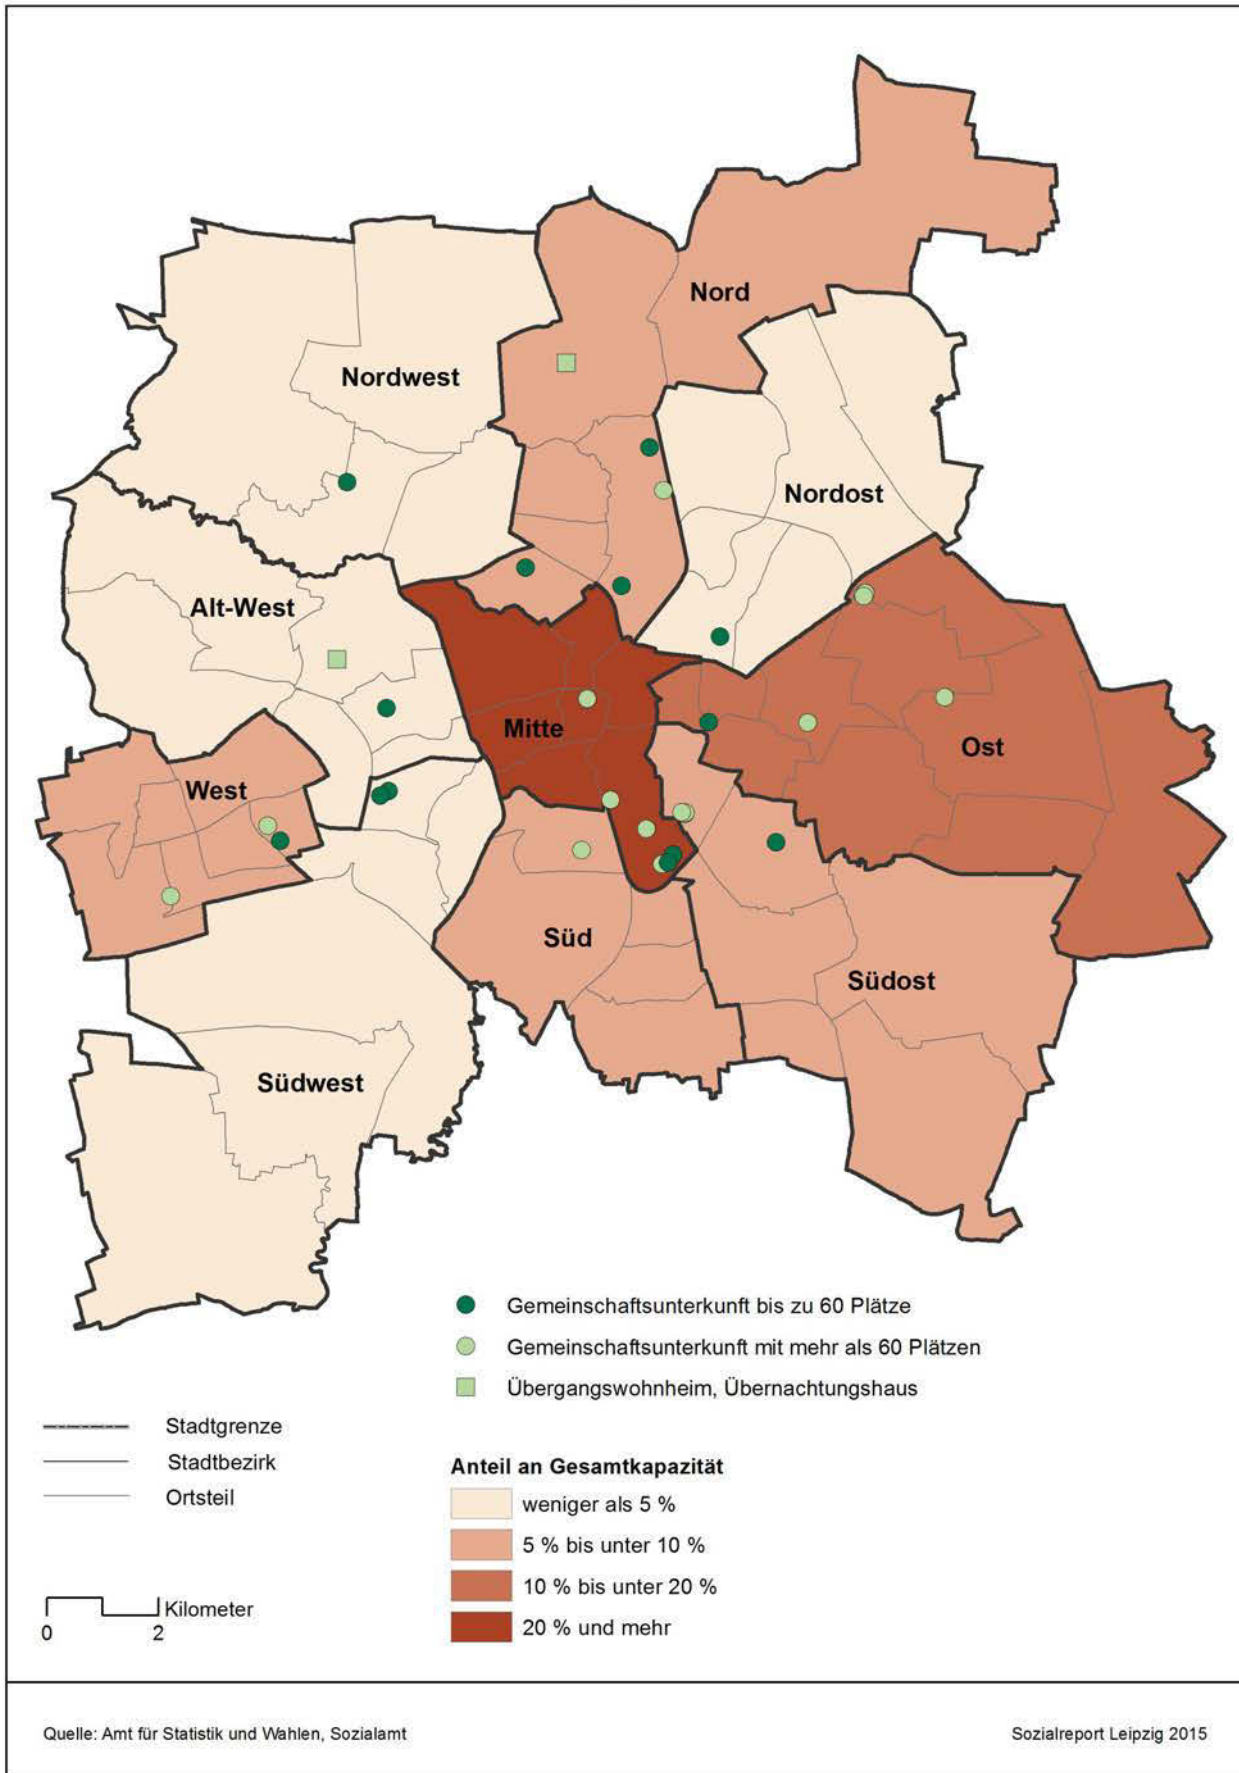 Nord
Nordwest
Nordost
Alt-West
Mitte
Ost
West
Süd
Südost
Südwest
Gemeinschaftsunterkunft bis zu 60 Plätze
Gemeinschaftsunterkunft mit mehr als 60 Plätzen
Übergangswohnheim, Übernachtungshaus
Stadtgrenze
Stadtbezirk
Ortsteil
Anteil an Gesamtkapazität
weniger als 5 %
5 % bis unter 10 %
10 % bis unter 20 %
20 % und mehr
Kilometer
0 2
Quelle: Amt für Statistik und Wahlen, Sozialamt
Sozialreport Leipzig 2015